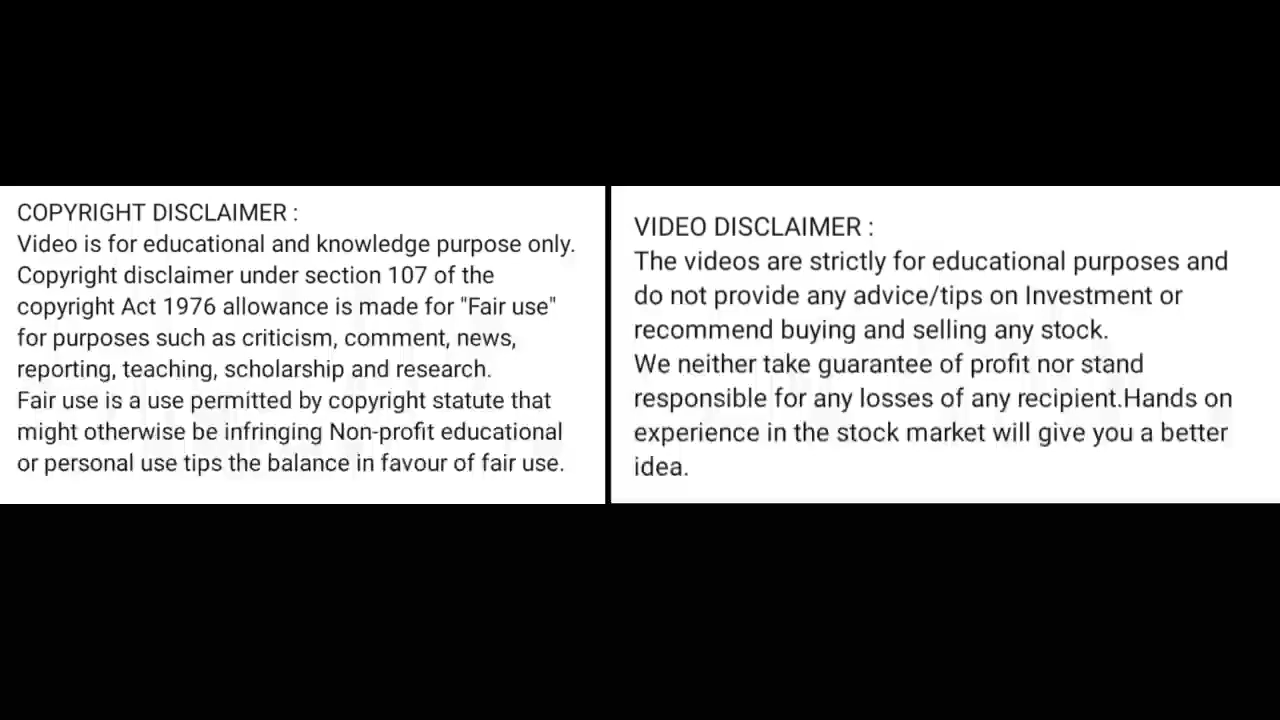 COPYRIGHT DISCLAIMER :
Video is for educational and knowledge purpose only.
Copyright disclaimer under section 107 of the
copyright Act 1976 allowance is made for "Fair use"
for purposes such as criticism, comment, news,
reporting, teaching, scholarship and research.
Fair use is a use permitted by copyright statute that
might otherwise be infringing Non-profit educational
or personal use tips the balance in favour of fair use.
VIDEO DISCLAIMER :
The videos are strictly for educational purposes and
do not provide any advice/tips on Investment or
recommend buying and selling any stock.
We neither take guarantee of profit nor stand
responsible for any losses of any recipient.Hands on
experience in the stock market will give you a better
idea.